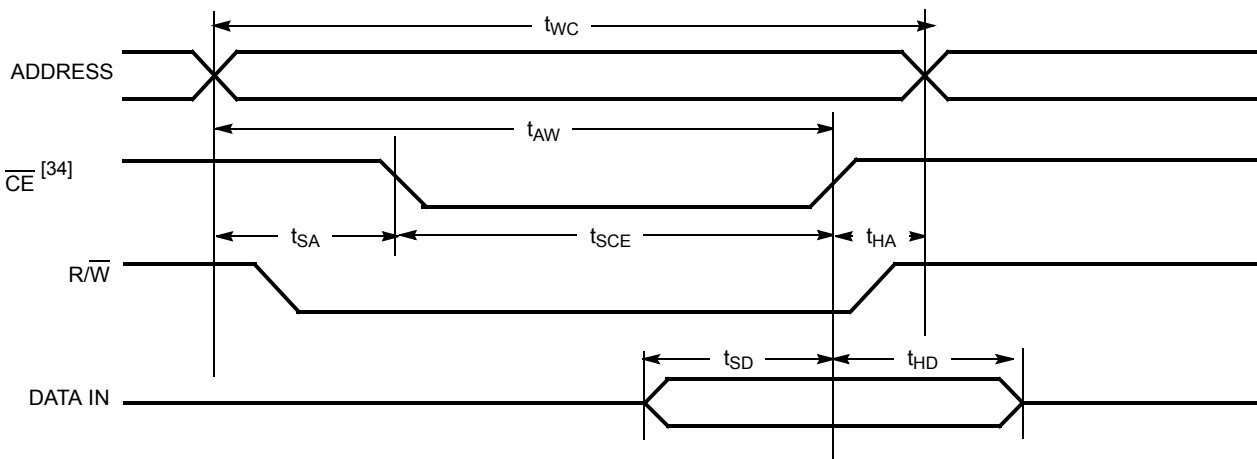 tWC
ADDRESS
tAW
CE [34]
tSA tSCE tHA
R/W
tSD tHD
DATA IN